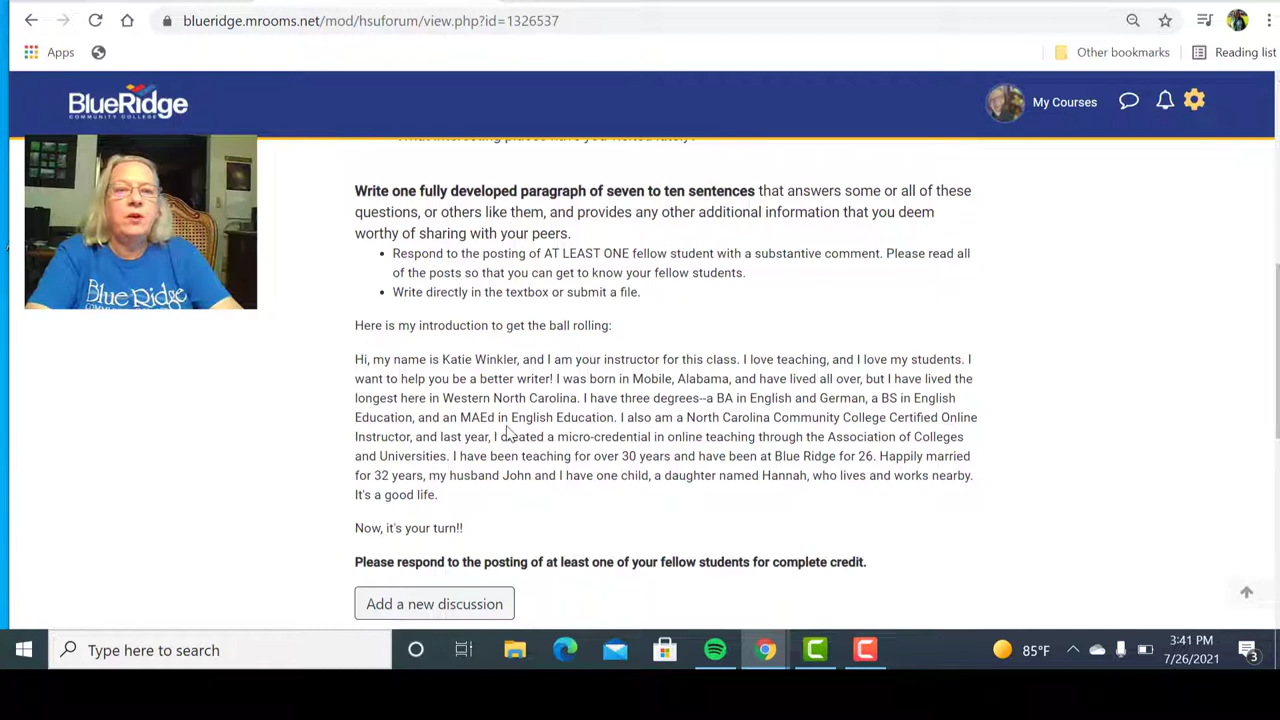 blueridge.mrooms.net/mod/hsuforum/view.php?id=1326537
Apps
Other bookmarks
Reading list
BlueRidge
COMMUNITY COLLEGE
My Courses
What interesting places have you visited lately?
Write one fully developed paragraph of seven to ten sentences that answers some or all of these
questions, or others like them, and provides any other additional information that you deem
worthy of sharing with your peers.
• Respond to the posting of AT LEAST ONE fellow student with a substantive comment. Please read all
of the posts so that you can get to know your fellow students.
• Write directly in the textbox or submit a file.
Blue Ridge
Here is my introduction to get the ball rolling:
Hi, my name is Katie Winkler, and I am your instructor for this class. I love teaching, and I love my students. I
want to help you be a better writer! I was born in Mobile, Alabama, and have lived all over, but I have lived the
longest here in Western North Carolina. I have three degrees--a BA in English and German, a BS in English
Education, and an MAEd in English Education. I also am a North Carolina Community College Certified Online
Instructor, and last year, I created a micro-credential in online teaching through the Association of Colleges
and Universities. I have been teaching for over 30 years and have been at Blue Ridge for 26. Happily married
for 32 years, my husband John and I have one child, a daughter named Hannah, who lives and works nearby.
It's a good life.
Now, it's your turn!!
Please respond to the posting of at least one of your fellow students for complete credit.
Add a new discussion
Type here to search
85°F
3:41 PM
7/26/2021
3